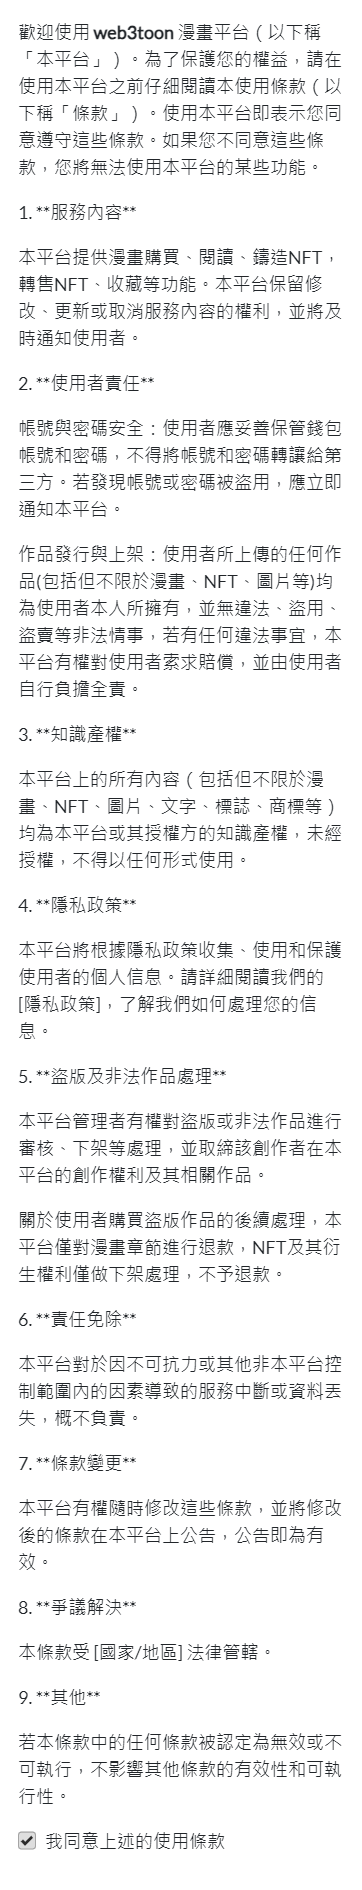 歡迎使用 web3toon 漫畫平台（以下稱
「本平台」）。為了保護您的權益，請在
使用本平台之前仔細閱讀本使用條款（以
下稱「條款」）。使用本平台即表示您同
意遵守這些條款。如果您不同意這些條
款，您將無法使用本平台的某些功能。
1. **服務內容**
本平台提供漫畫購買、閱讀、鑄造NFT，
轉售NFT、收藏等功能。本平台保留修
改、更新或取消服務內容的權利，並將及
時通知使用者。
2. **使用者責任**
帳號與密碼安全：使用者應妥善保管錢包
帳號和密碼，不得將帳號和密碼轉讓給第
三方。若發現帳號或密碼被盜用，應立即
通知本平台。
作品發行與上架：使用者所上傳的任何作
品(包括但不限於漫畫、NFT、圖片等)均
為使用者本人所擁有，並無違法、盜用、
盜賣等非法情事，若有任何違法事宜，本
平台有權對使用者索求賠償，並由使用者
自行負擔全責。
3. **知識產權**
本平台上的所有內容（包括但不限於漫
畫、NFT、圖片、文字、標誌、商標等）
均為本平台或其授權方的知識產權，未經
授權，不得以任何形式使用。
4. **隱私政策**
本平台將根據隱私政策收集、使用和保護
使用者的個人信息。請詳細閱讀我們的
[隱私政策]，了解我們如何處理您的信
息。
5. **盜版及非法作品處理**
本平台管理者有權對盜版或非法作品進行
審核、下架等處理，並取締該創作者在本
平台的創作權利及其相關作品。
關於使用者購買盜版作品的後續處理，本
平台僅對漫畫章節進行退款，NFT及其衍
生權利僅做下架處理，不予退款。
6. **責任免除**
本平台對於因不可抗力或其他非本平台控
制範圍內的因素導致的服務中斷或資料丟
失，概不負責。
7. **條款變更**
本平台有權隨時修改這些條款，並將修改
後的條款在本平台上公告，公告即為有
效。
8. **爭議解決**
本條款受 [國家/地區] 法律管轄。
9. **其他**
若本條款中的任何條款被認定為無效或不
可執行，不影響其他條款的有效性和可執
行性。
我同意上述的使用條款